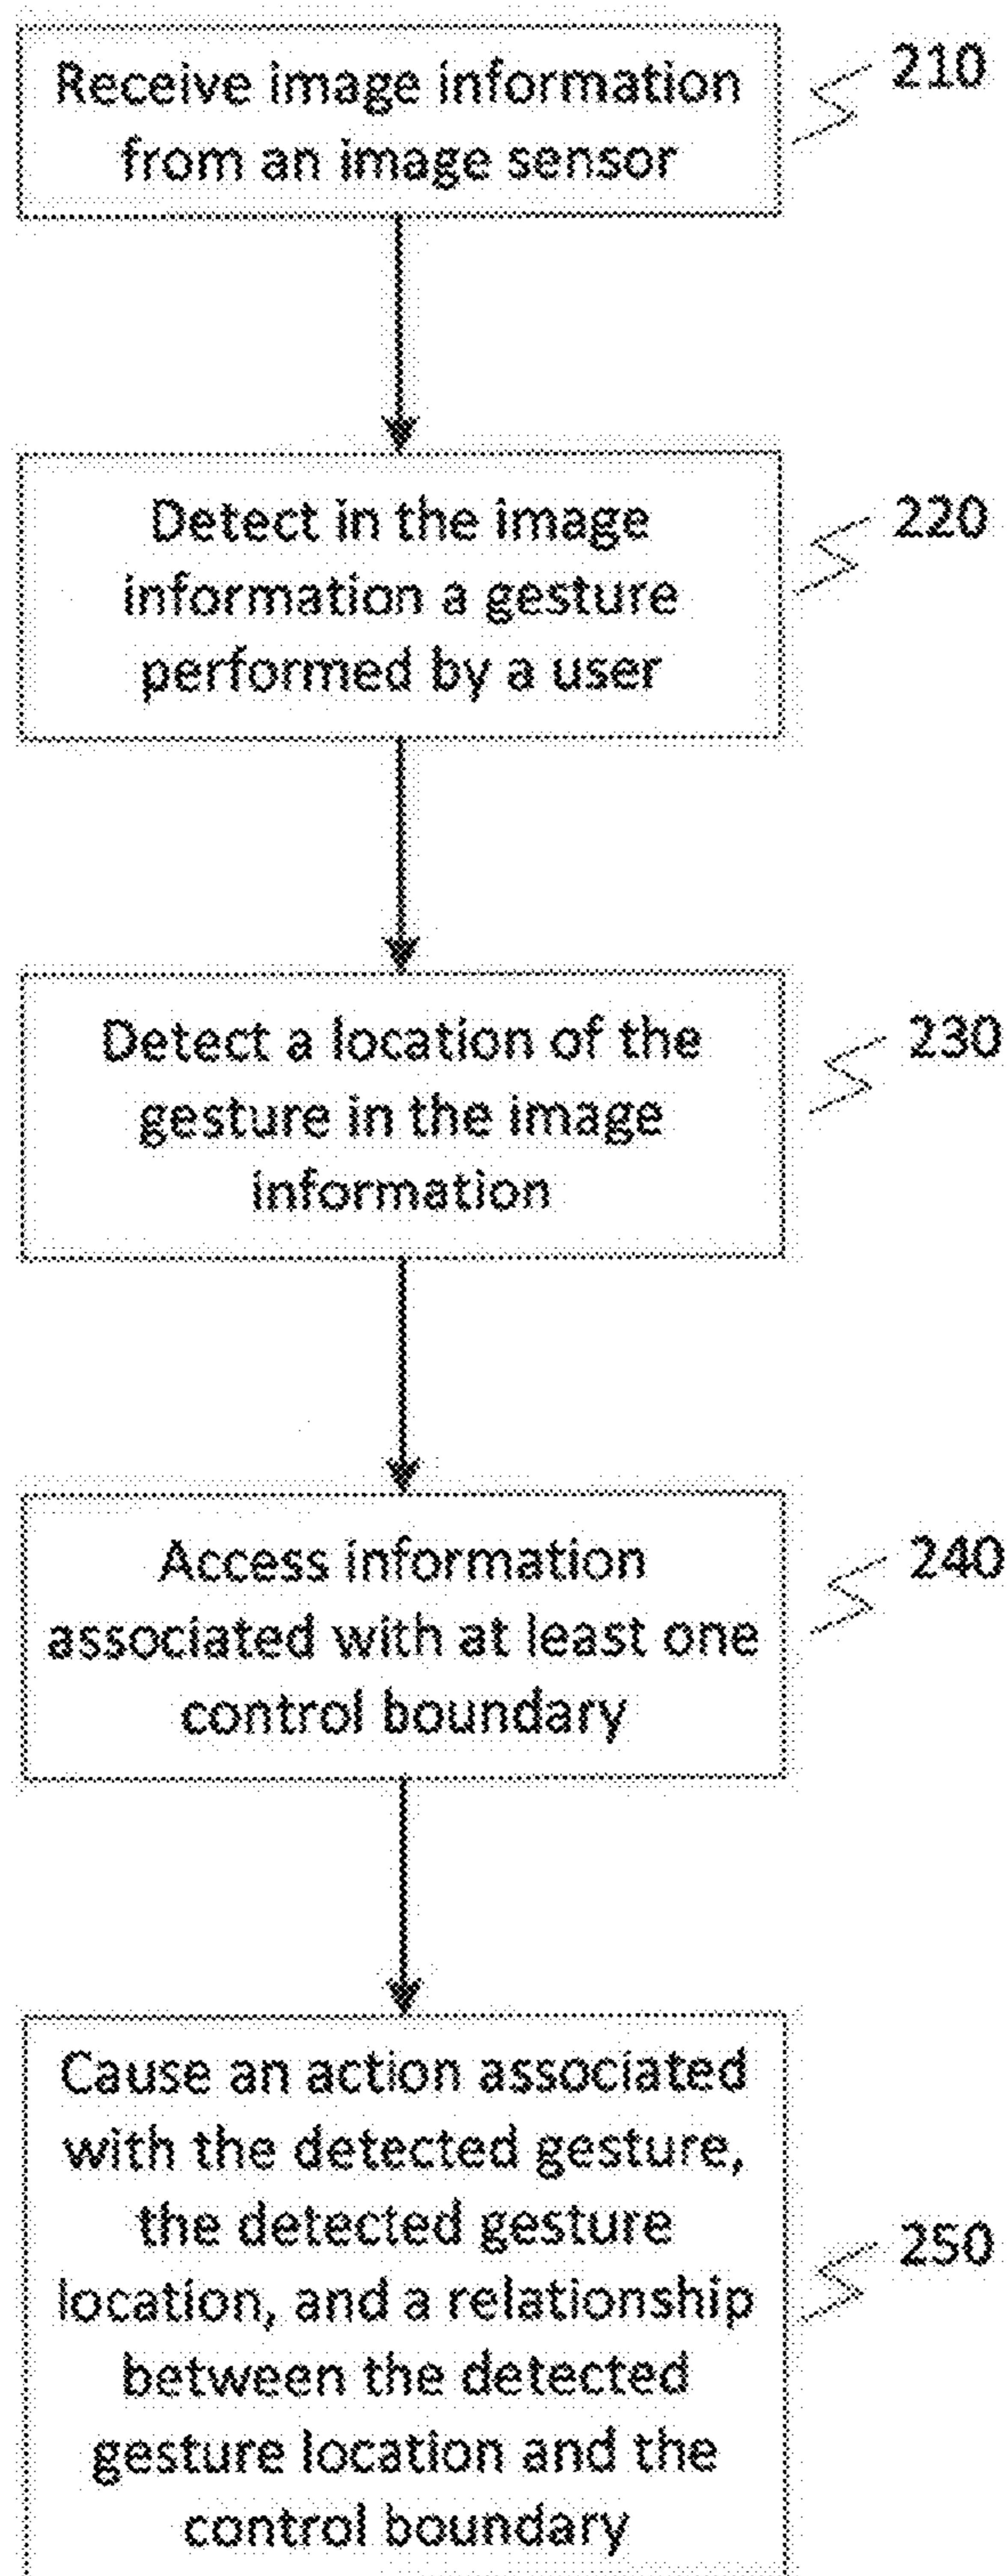 Receive image information
from an image sensor
210
Detect in the image
information a gesture
performed by a user
220
Detect a location of the
gesture in the image
information
230
Access information
associated with at least one
control boundary
240
Cause an action associated
with the detected gesture,
the detected gesture
location, and a relationship
between the detected
gesture location and the
control boundary
250